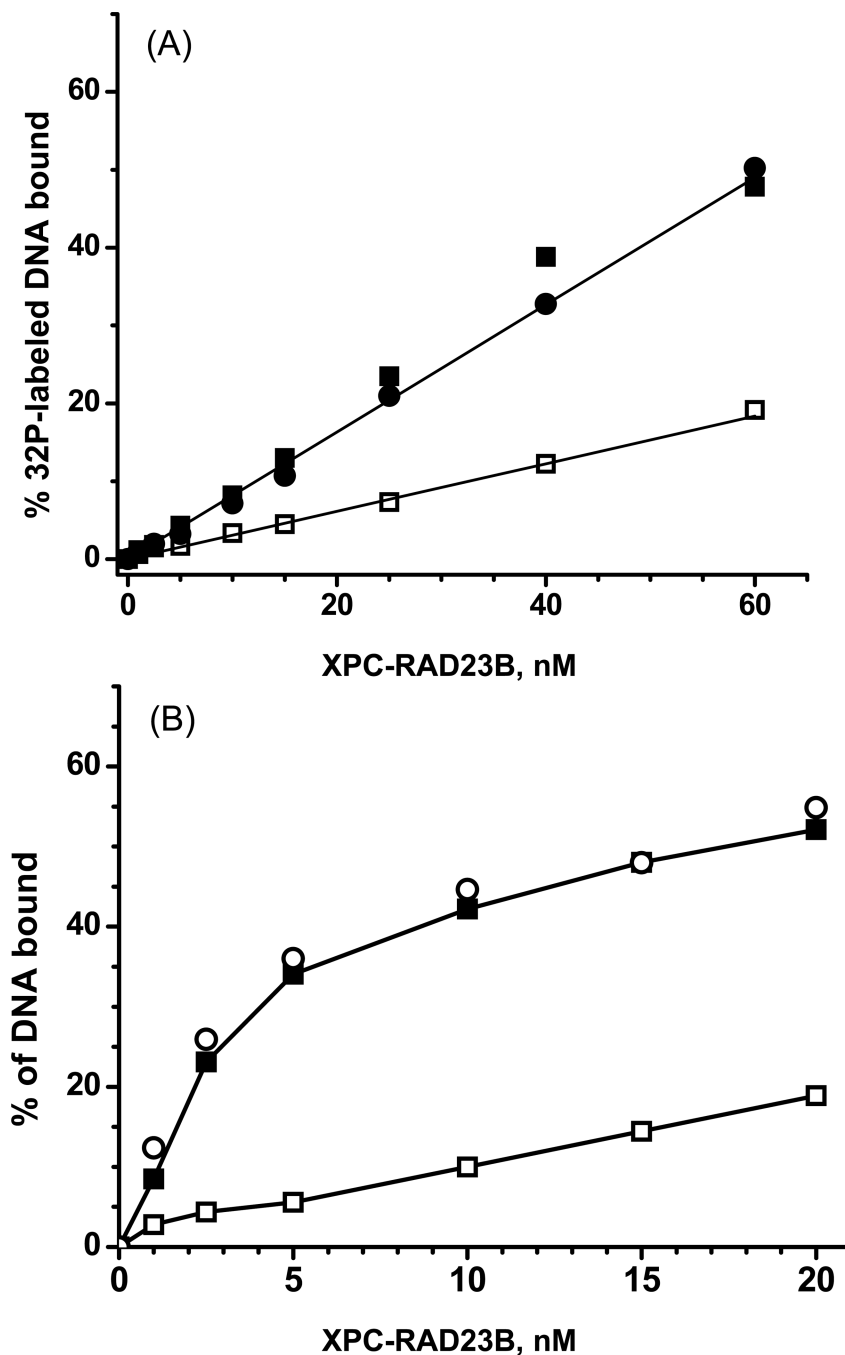 (A)
% 32P-labeled DNA bound
60
40
20
0
0 20 40 60
XPC-RAD23B, nM
(B)
% of DNA bound
60
40
20
0
0 5 10 15 20
XPC-RAD23B, nM